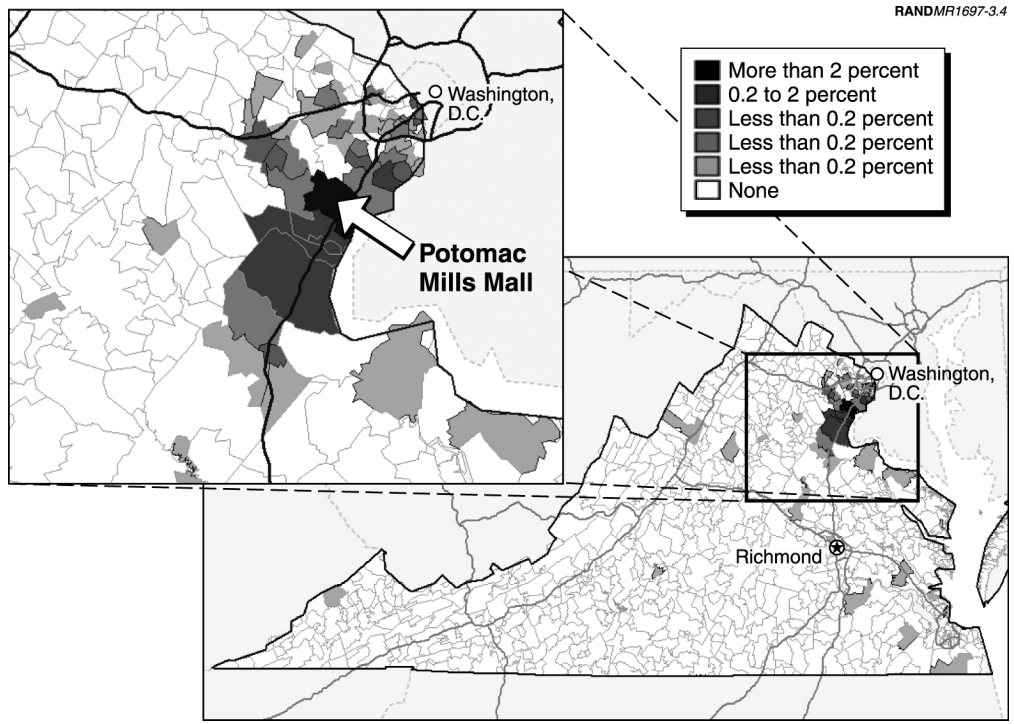 RANDMR1697-3.4
Washington,
D.C.
More than 2 percent
0.2 to 2 percent
Less than 0.2 percent
Less than 0.2 percent
Less than 0.2 percent
None
Potomac
Mills Mall
Washington,
D.C.
Richmond